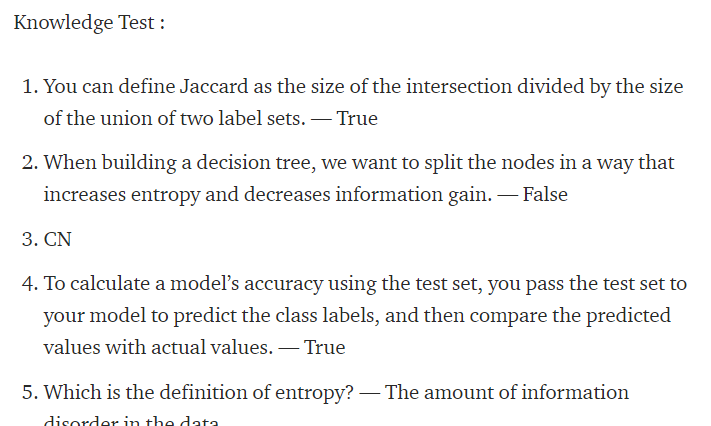 Knowledge Test :
1. You can define Jaccard as the size of the intersection divided by the size
of the union of two label sets. — True
2. When building a decision tree, we want to split the nodes in a way that
increases entropy and decreases information gain. — False
3. CN
4. To calculate a model’s accuracy using the test set, you pass the test set to
your model to predict the class labels, and then compare the predicted
values with actual values. — True
5. Which is the definition of entropy? — The amount of information
disorder in the data